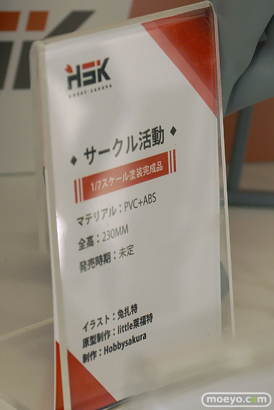 HSK
HOBBY SAKURA
◆ サークル活動 ◆
1/7スケール塗装完成品
マテリアル：PVC+ABS
全高：230MM
発売時期：未定
イラスト：兔扎特
原型制作：little莱福特
制作：Hobbysakura
moeyo.com